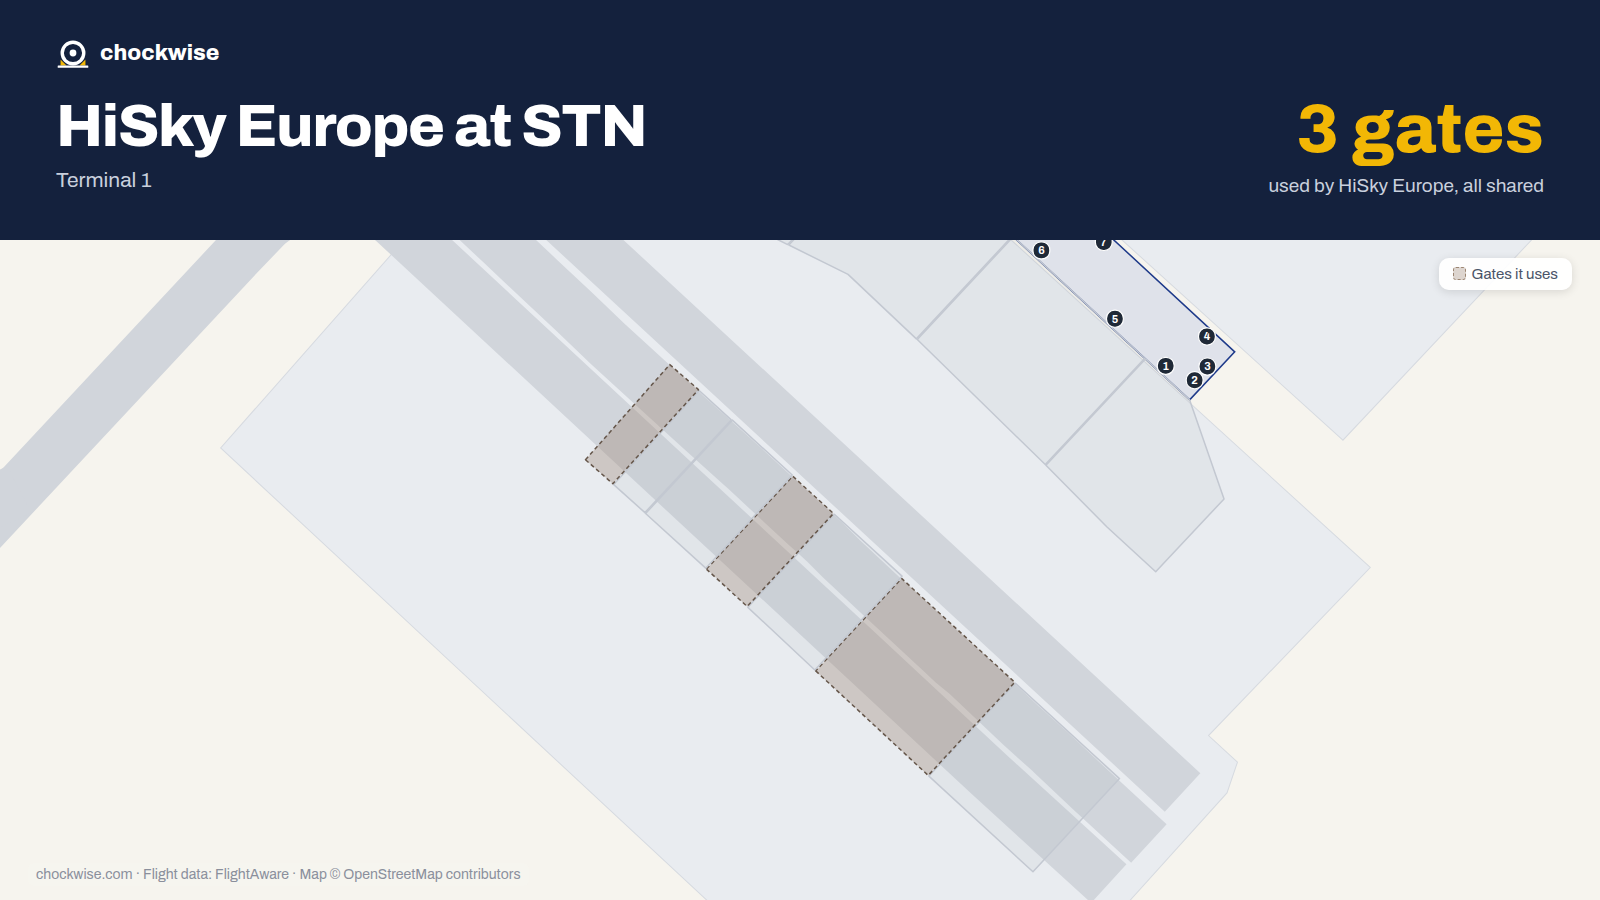 chockwise
HiSky Europe at STN
Terminal 1
3 gates
used by HiSky Europe, all shared
Gates it uses
6
7
5
4
1
3
2
chockwise.com · Flight data: FlightAware · Map © OpenStreetMap contributors